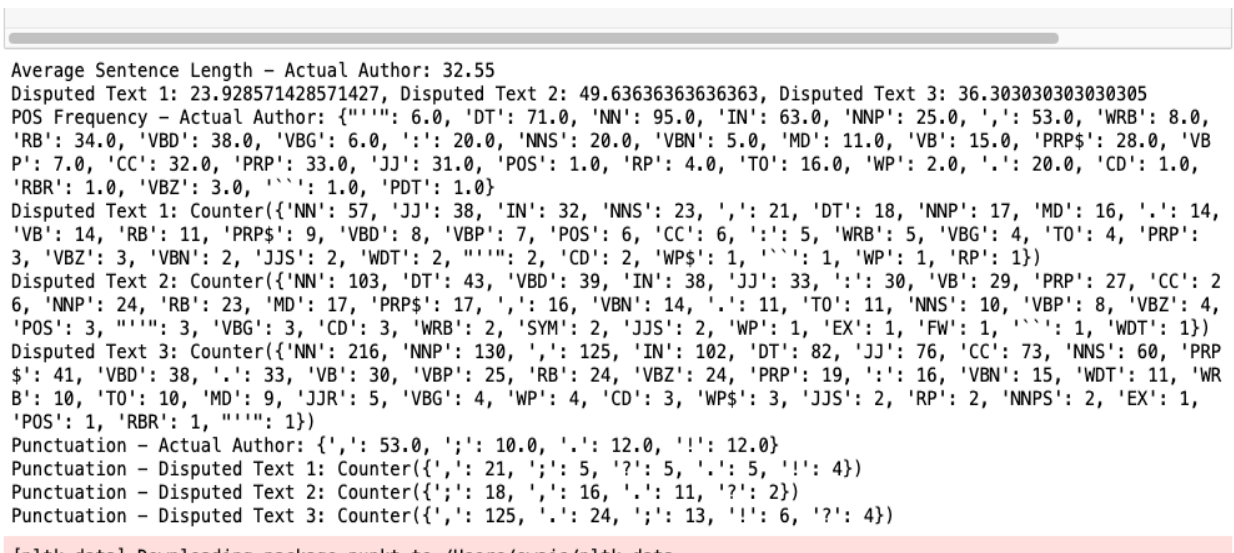 Average Sentence Length – Actual Author: 32.55
Disputed Text 1: 23.928571428571427, Disputed Text 2: 49.63636363636363, Disputed Text 3: 36.303030303030305
POS Frequency – Actual Author: {"''": 6.0, 'DT': 71.0, 'NN': 95.0, 'IN': 63.0, 'NNP': 25.0, ',': 53.0, 'WRB': 8.0,
'RB': 34.0, 'VBD': 38.0, 'VBG': 6.0, ':': 20.0, 'NNS': 20.0, 'VBN': 5.0, 'MD': 11.0, 'VB': 15.0, 'PRP$': 28.0, 'VB
P': 7.0, 'CC': 32.0, 'PRP': 33.0, 'JJ': 31.0, 'POS': 1.0, 'RP': 4.0, 'TO': 16.0, 'WP': 2.0, '.': 20.0, 'CD': 1.0,
'RBR': 1.0, 'VBZ': 3.0, '``': 1.0, 'PDT': 1.0}
Disputed Text 1: Counter({'NN': 57, 'JJ': 38, 'IN': 32, 'NNS': 23, ',': 21, 'DT': 18, 'NNP': 17, 'MD': 16, '.': 14,
'VB': 14, 'RB': 11, 'PRP$': 9, 'VBD': 8, 'VBP': 7, 'POS': 6, 'CC': 6, ':': 5, 'WRB': 5, 'VBG': 4, 'TO': 4, 'PRP':
3, 'VBZ': 3, 'VBN': 2, 'JJS': 2, 'WDT': 2, "''": 2, 'CD': 2, 'WP$': 1, '``': 1, 'WP': 1, 'RP': 1})
Disputed Text 2: Counter({'NN': 103, 'DT': 43, 'VBD': 39, 'IN': 38, 'JJ': 33, ':': 30, 'VB': 29, 'PRP': 27, 'CC': 2
6, 'NNP': 24, 'RB': 23, 'MD': 17, 'PRP$': 17, ',': 16, 'VBN': 14, '.': 11, 'TO': 11, 'NNS': 10, 'VBP': 8, 'VBZ': 4,
'POS': 3, "''": 3, 'VBG': 3, 'CD': 3, 'WRB': 2, 'SYM': 2, 'JJS': 2, 'WP': 1, 'EX': 1, 'FW': 1, '``': 1, 'WDT': 1})
Disputed Text 3: Counter({'NN': 216, 'NNP': 130, ',': 125, 'IN': 102, 'DT': 82, 'JJ': 76, 'CC': 73, 'NNS': 60, 'PRP
$': 41, 'VBD': 38, '.': 33, 'VB': 30, 'VBP': 25, 'RB': 24, 'VBZ': 24, 'PRP': 19, ':': 16, 'VBN': 15, 'WDT': 11, 'WR
B': 10, 'TO': 10, 'MD': 9, 'JJR': 5, 'VBG': 4, 'WP': 4, 'CD': 3, 'WP$': 3, 'JJS': 2, 'RP': 2, 'NNPS': 2, 'EX': 1,
'POS': 1, 'RBR': 1, "''": 1})
Punctuation – Actual Author: {',': 53.0, ';': 10.0, '.': 12.0, '!': 12.0}
Punctuation – Disputed Text 1: Counter({',': 21, ';': 5, '?': 5, '.': 5, '!': 4})
Punctuation – Disputed Text 2: Counter({';': 18, ',': 16, '.': 11, '?': 2})
Punctuation – Disputed Text 3: Counter({',': 125, '.': 24, ';': 13, '!': 6, '?': 4})